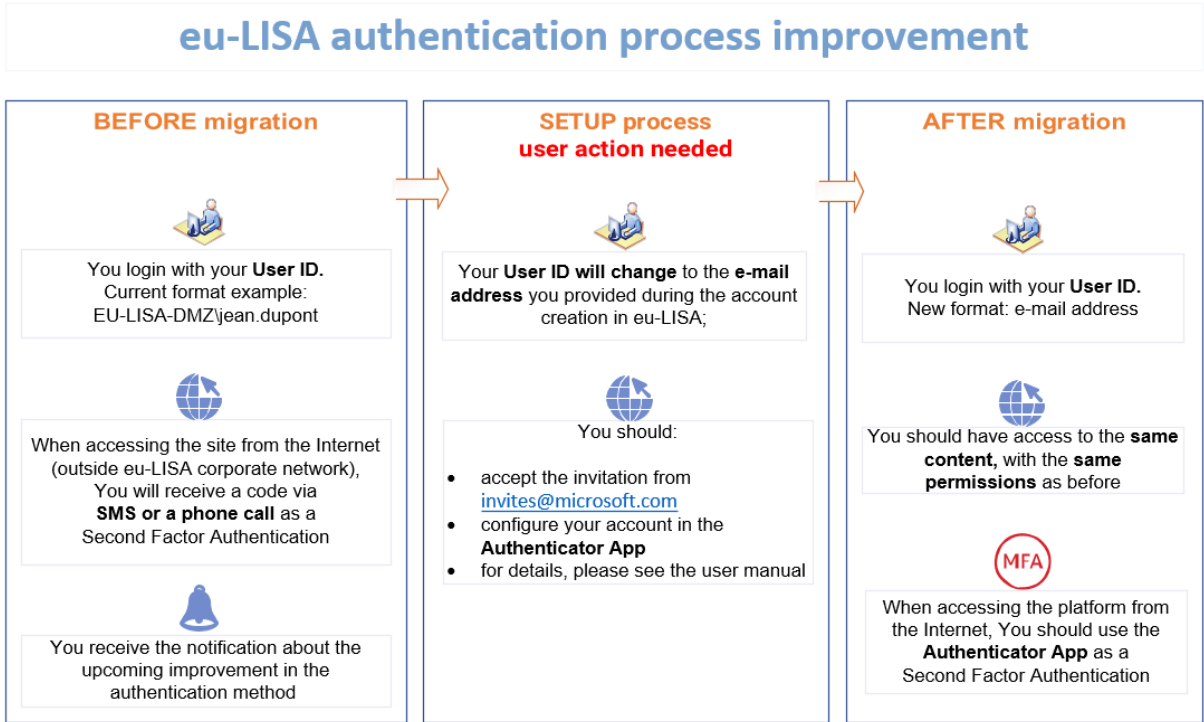 eu-LISA authentication process improvement
BEFORE migration
You login with your User ID.
Current format example:
EU-LISA-DMZ\jean.dupont
When accessing the site from the Internet
(outside eu-LISA corporate network),
You will receive a code via
SMS or a phone call as a
Second Factor Authentication
You receive the notification about the
upcoming improvement in the
authentication method
SETUP process
user action needed
Your User ID will change to the e-mail
address you provided during the account
creation in eu-LISA;
You should:
• accept the invitation from
invites@microsoft.com
• configure your account in the
Authenticator App
• for details, please see the user manual
AFTER migration
You login with your User ID.
New format: e-mail address
You should have access to the same
content, with the same
permissions as before
MFA
When accessing the platform from
the Internet, You should use the
Authenticator App as a
Second Factor Authentication